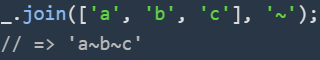 _.join(['a', 'b', 'c'], '~');
// => 'a~b~c'